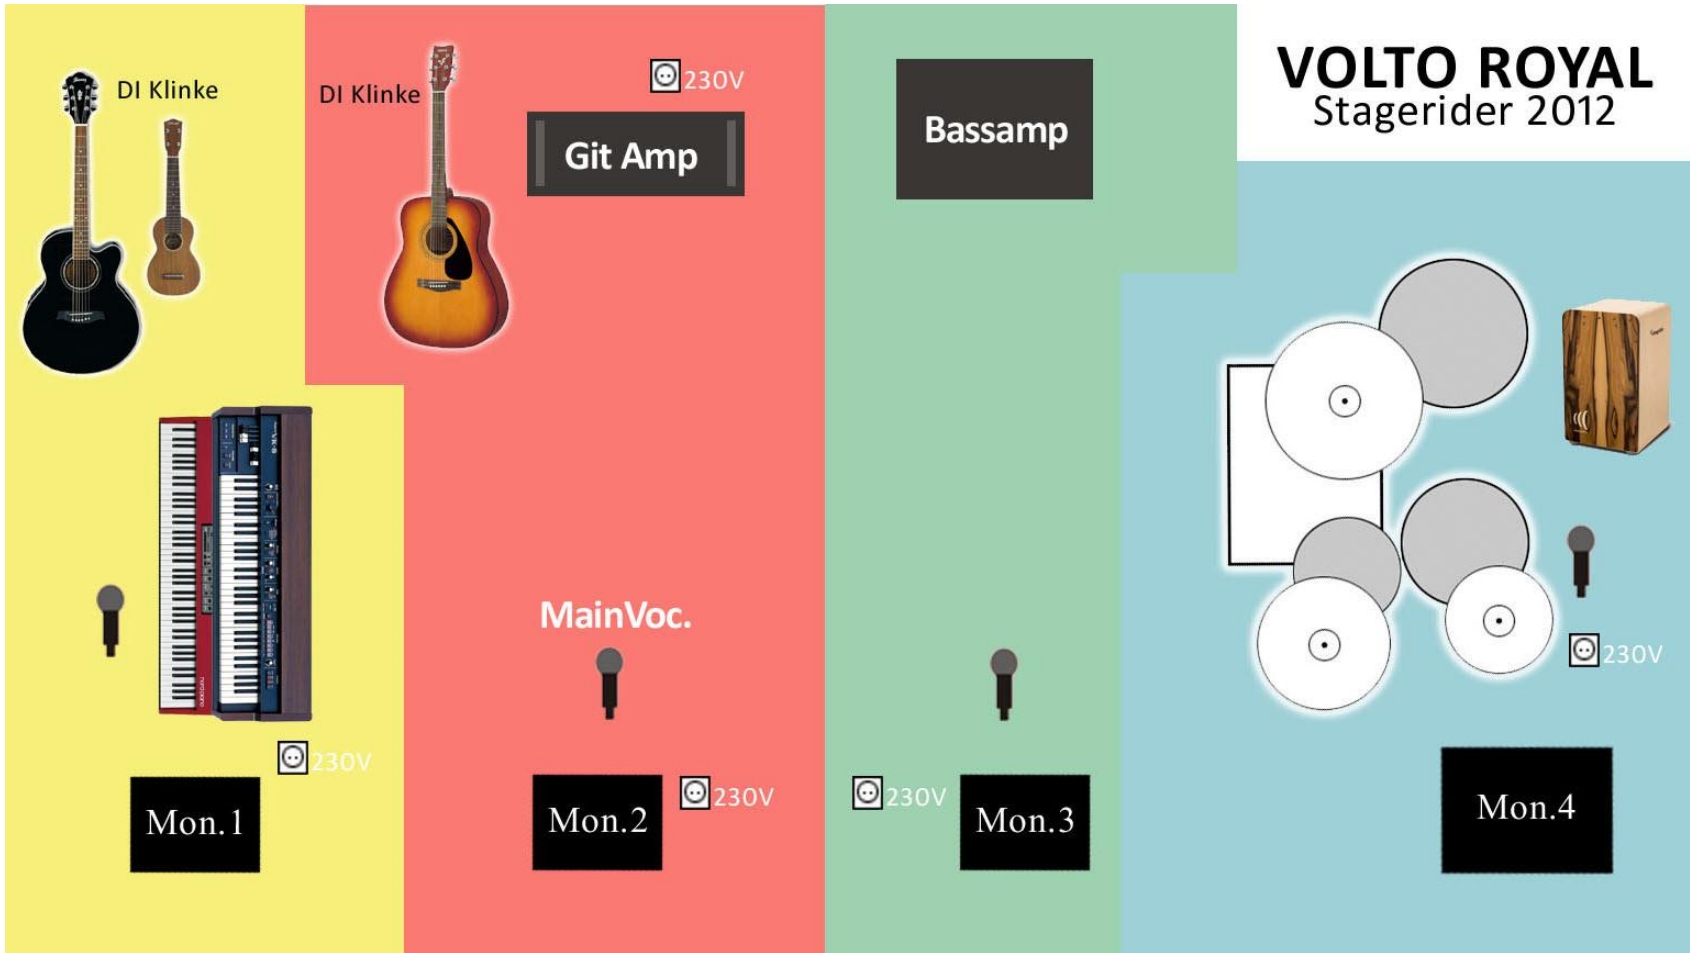 VOLTO ROYAL
Stagerider 2012
DI Klinke
DI Klinke
230V
Git Amp
Bassamp
MainVoc.
230V
230V
230V
230V
Mon.1
Mon.2
Mon.3
Mon.4